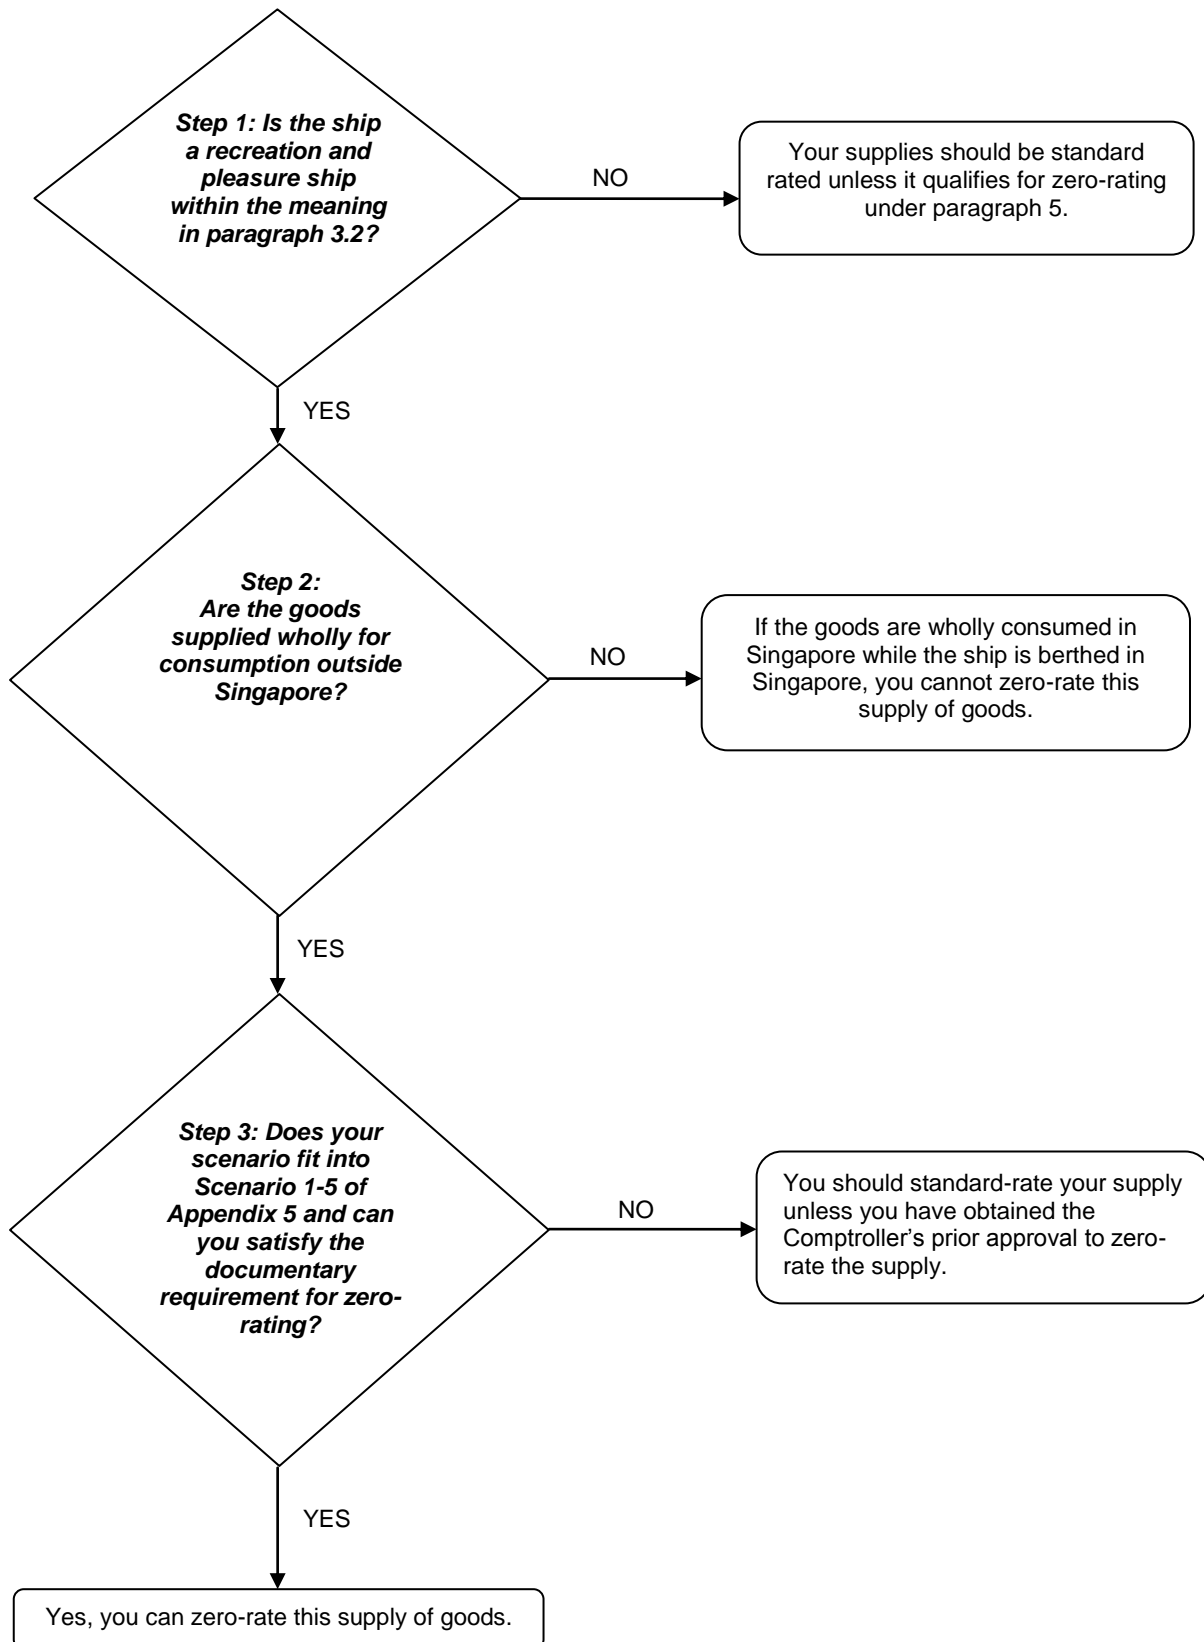 Step 1: Is the ship
a recreation and
pleasure ship
within the meaning
in paragraph 3.2?
NO
Your supplies should be standard
rated unless it qualifies for zero-rating
under paragraph 5.
YES
Step 2:
Are the goods
supplied wholly for
consumption outside
Singapore?
NO
If the goods are wholly consumed in
Singapore while the ship is berthed in
Singapore, you cannot zero-rate this
supply of goods.
YES
Step 3: Does your
scenario fit into
Scenario 1-5 of
Appendix 5 and can
you satisfy the
documentary
requirement for zero-
rating?
NO
You should standard-rate your supply
unless you have obtained the
Comptroller’s prior approval to zero-
rate the supply.
YES
Yes, you can zero-rate this supply of goods.